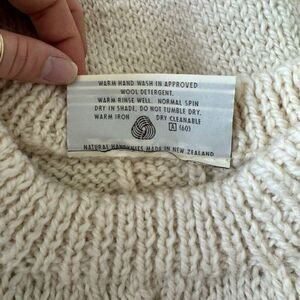 WARM HAND WASH IN APPROVED
WOOL DETERGENT.
WARM RINSE WELL. NORMAL SPIN
DRY IN SHADE, DO NOT TUMBLE DRY.
WARM IRON DRY CLEANABLE
A (60)
NATURAL HANDKNITS MADE IN NEW ZEALAND